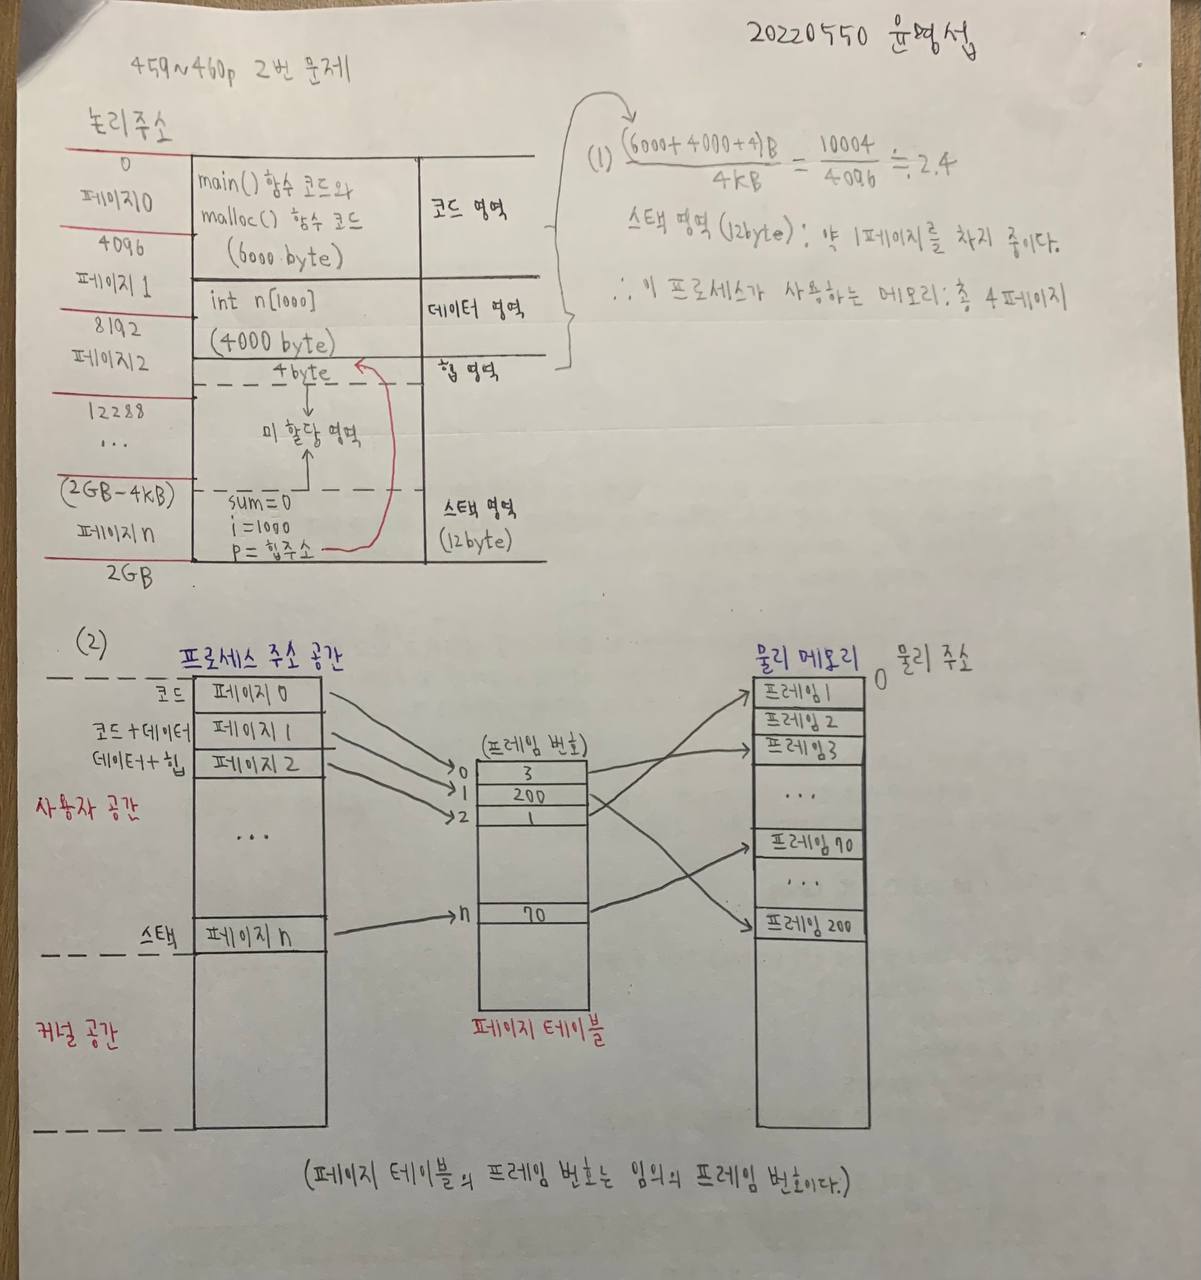 20220550 윤영섭
459~460p 2번 문제
논리주소
0
페이지0
4096
페이지 1
8192
페이지2
12288
...
(2GB-4kB)
페이지n
2GB
main() 함수 코드와
malloc() 함수 코드
(6000 byte)
int n[1000]
(4000 byte)
4byte
미 할당 영역
sum=0
i=1000
p= 힙주소
코드 영역
데이터 영역
힙 영역
스택 영역
(12byte)
(1) (6000+4000+4)B / 4kB = 10004 / 4096 ≒ 2.4
스택 영역 (12byte): 약 1페이지를 차지 중이다.
∴ 이 프로세스가 사용하는 메모리: 총 4페이지
(2)
프로세스 주소 공간
코드 페이지 0
코드+데이터 페이지 1
데이터+힙 페이지 2
사용자 공간
...
스택 페이지 n
커널 공간
(프레임 번호)
0 3
1 200
2 1
n 70
페이지 테이블
물리 메모리
0 물리 주소
프레임 1
프레임 2
프레임3
...
프레임 70
...
프레임 200
(페이지 테이블의 프레임 번호는 임의의 프레임 번호이다.)